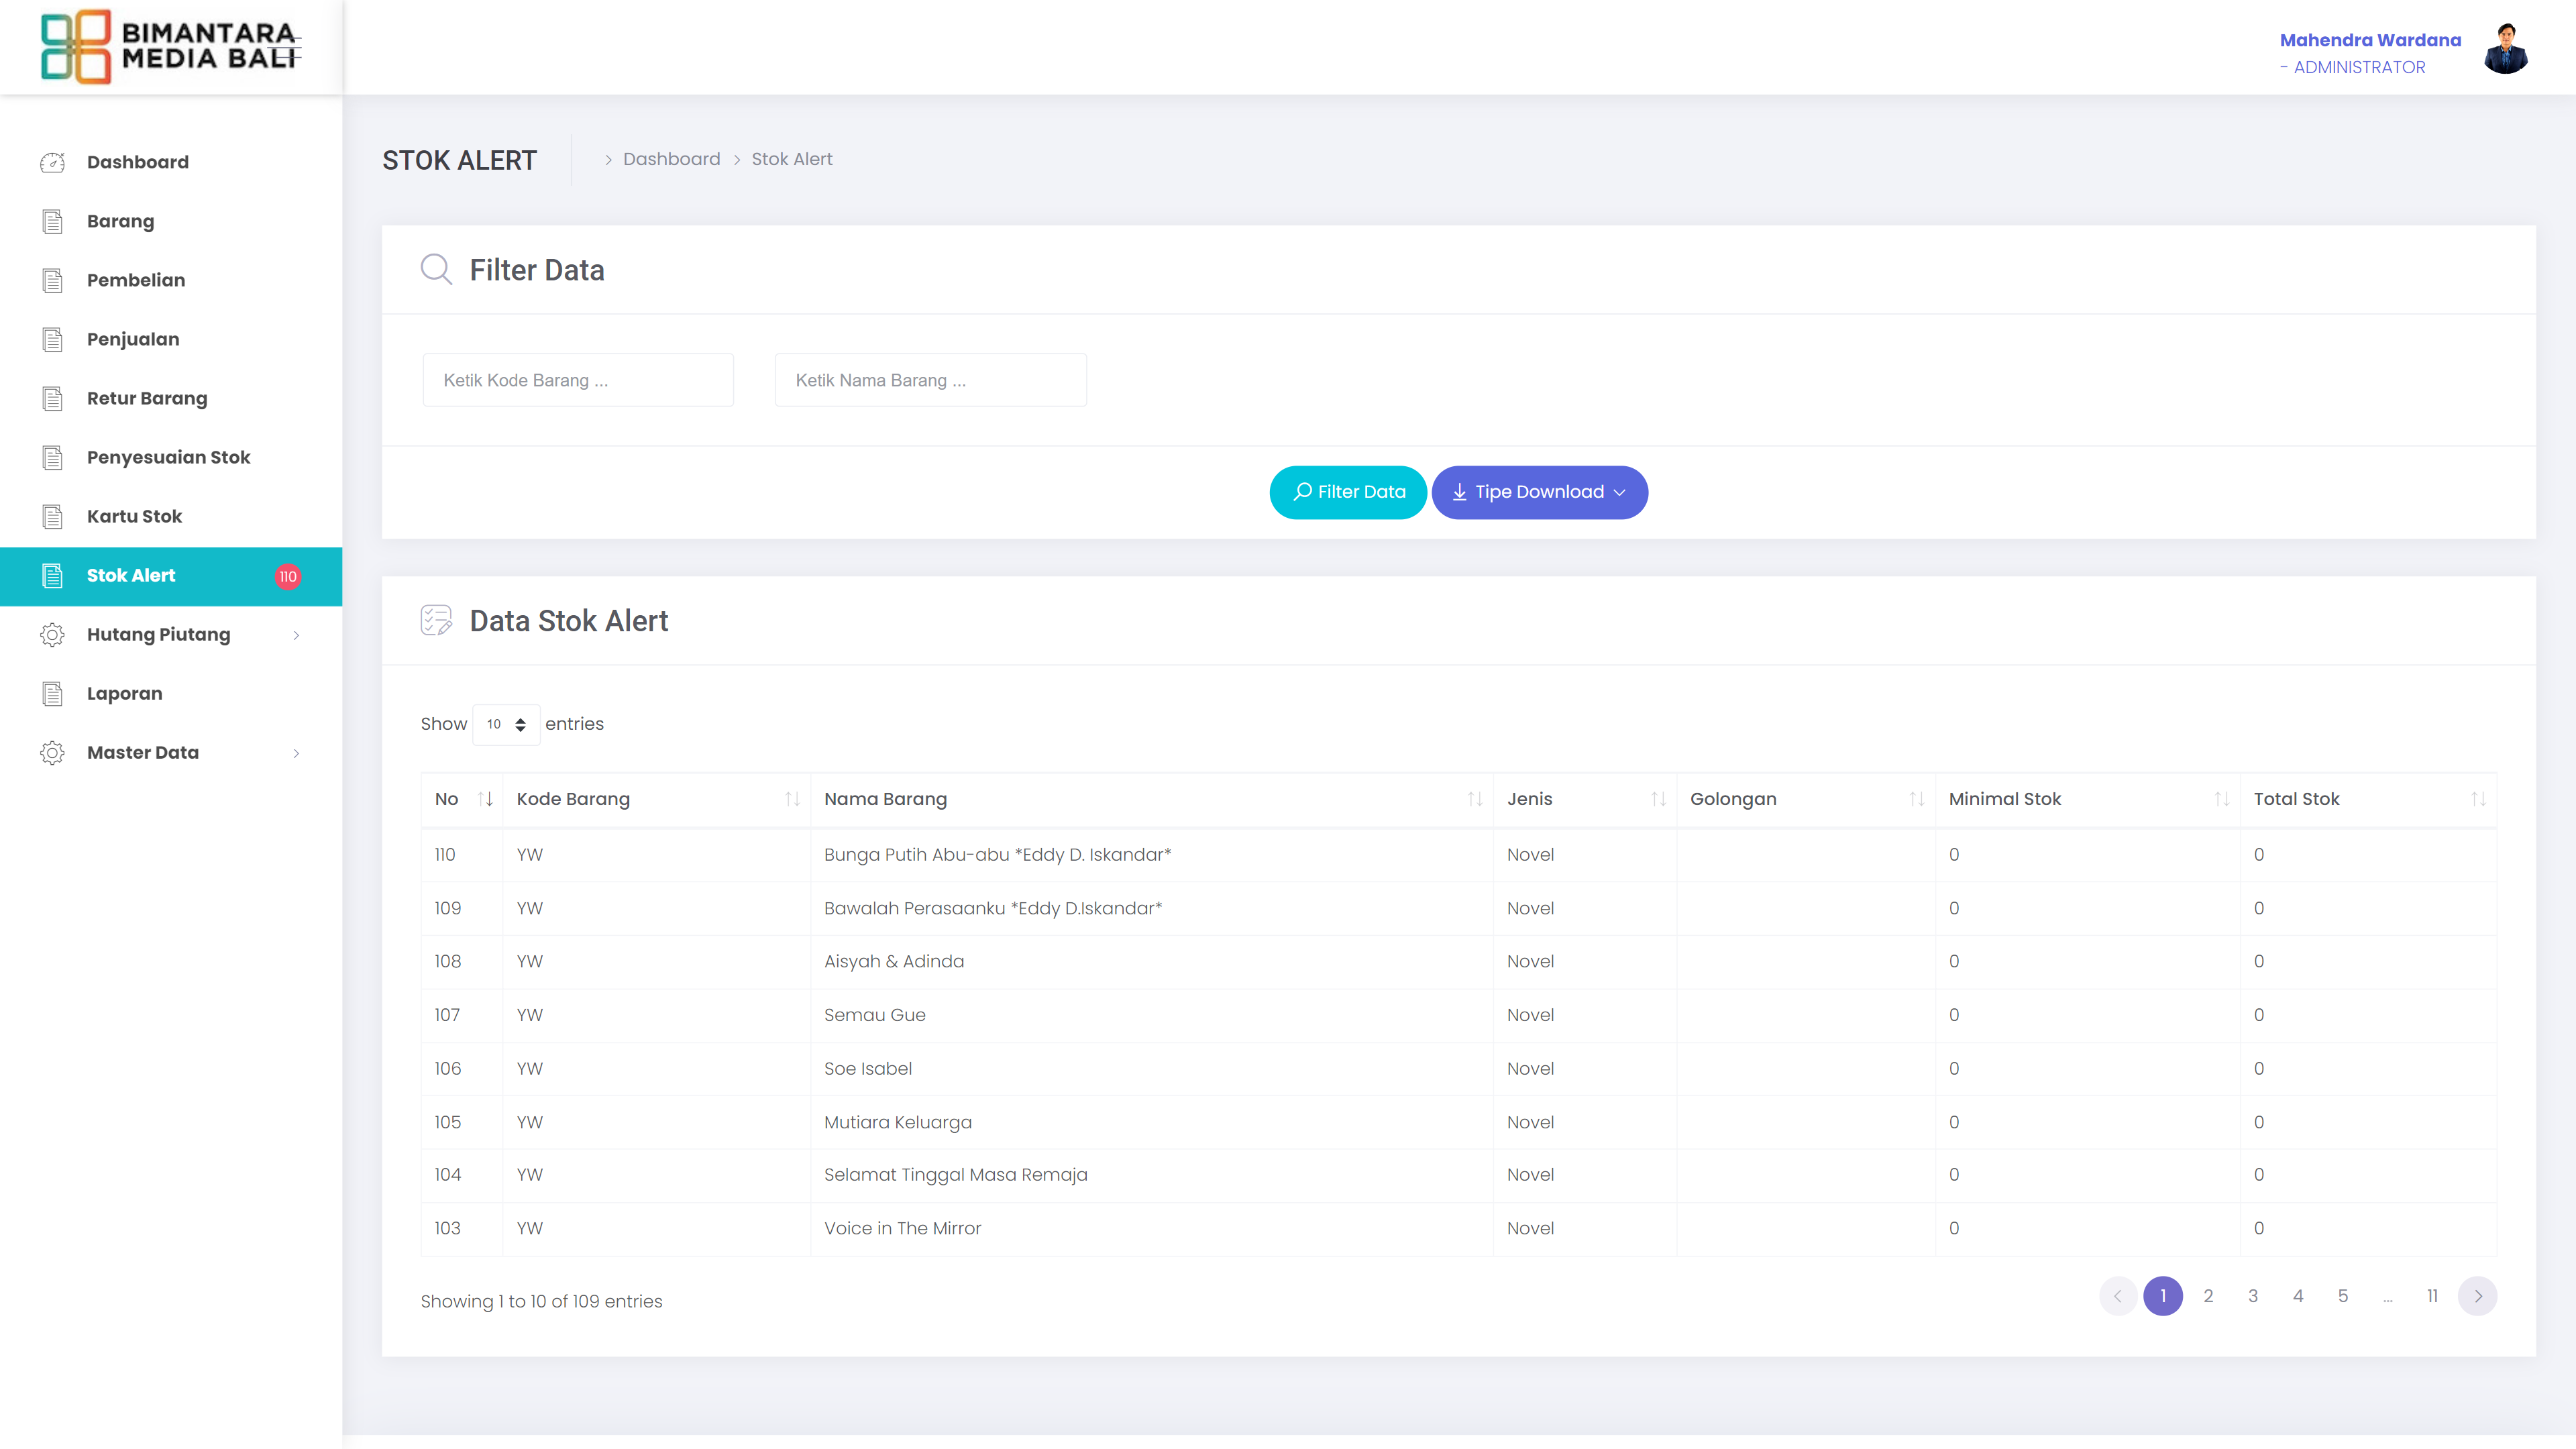 BIMANTARA
MEDIA BALI
Mahendra Wardana
- ADMINISTRATOR
Dashboard
Barang
Pembelian
Penjualan
Retur Barang
Penyesuaian Stok
Kartu Stok
Stok Alert 110
Hutang Piutang
Laporan
Master Data
STOK ALERT > Dashboard > Stok Alert
Filter Data
Ketik Kode Barang ... Ketik Nama Barang ...
Filter Data Tipe Download
Data Stok Alert
Show 10 entries
No Kode Barang Nama Barang Jenis Golongan Minimal Stok Total Stok
110 YW Bunga Putih Abu-abu *Eddy D. Iskandar* Novel 0 0
109 YW Bawalah Perasaanku *Eddy D.Iskandar* Novel 0 0
108 YW Aisyah & Adinda Novel 0 0
107 YW Semau Gue Novel 0 0
106 YW Soe Isabel Novel 0 0
105 YW Mutiara Keluarga Novel 0 0
104 YW Selamat Tinggal Masa Remaja Novel 0 0
103 YW Voice in The Mirror Novel 0 0
Showing 1 to 10 of 109 entries
1 2 3 4 5 ... 11